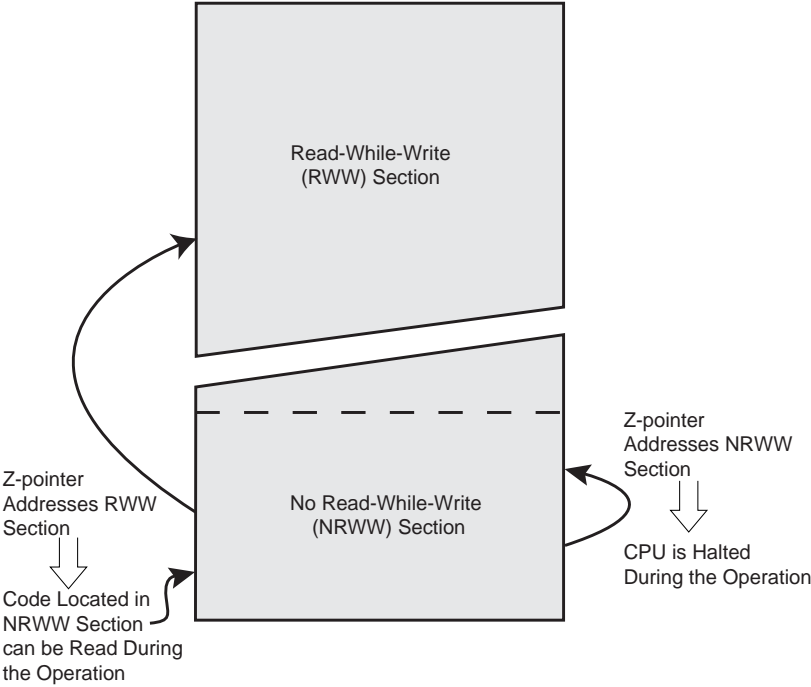 Read-While-Write
(RWW) Section
Z-pointer
Addresses NRWW
Section
Z-pointer
Addresses RWW
Section
No Read-While-Write
(NRWW) Section
CPU is Halted
During the Operation
Code Located in
NRWW Section
can be Read During
the Operation